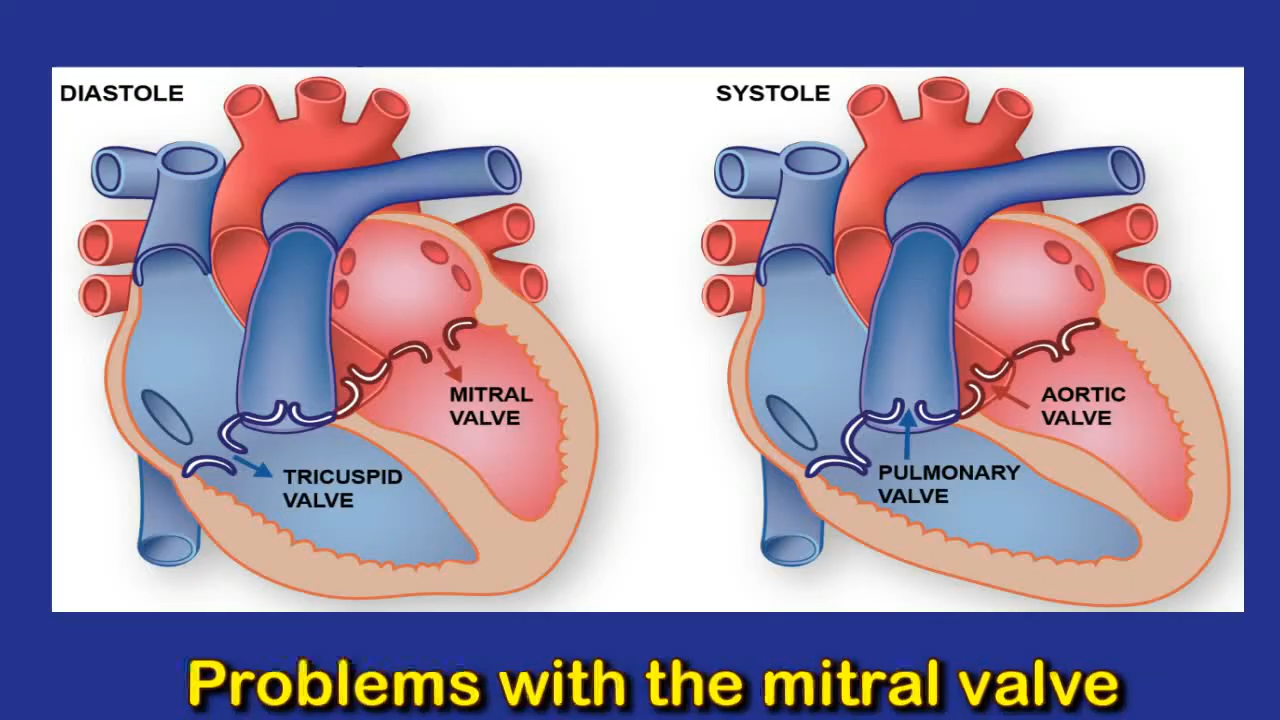 DIASTOLE
MITRAL
VALVE
TRICUSPID
VALVE
SYSTOLE
AORTIC
VALVE
PULMONARY
VALVE
Problems with the mitral valve